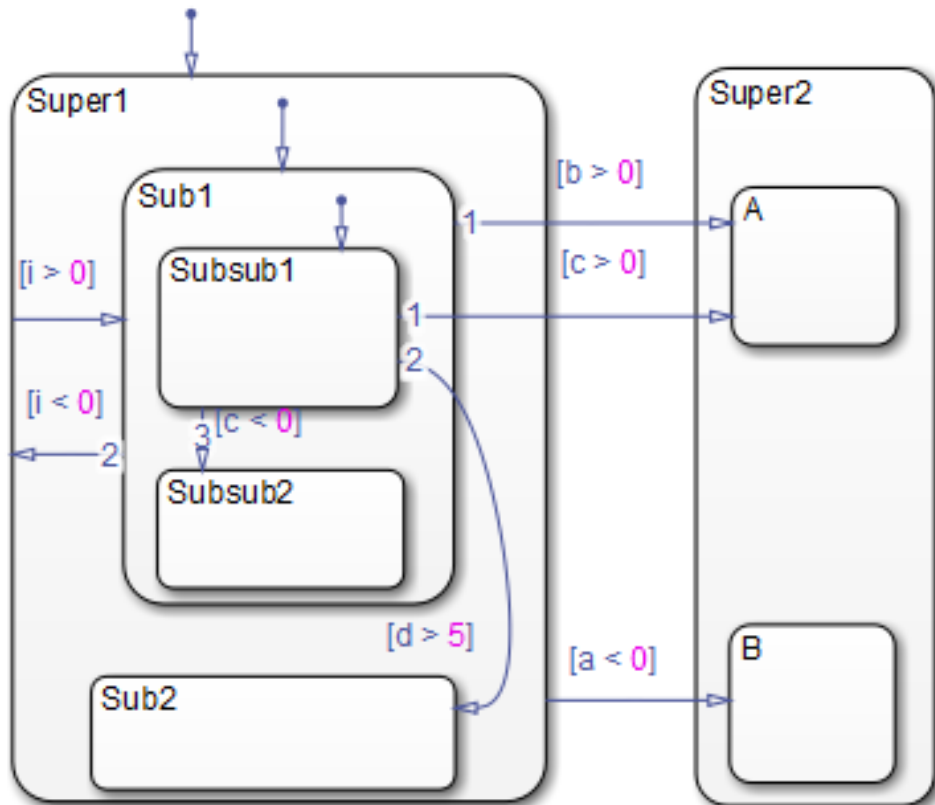 Super1
Super2
Sub1
[b > 0]
A
1
[c > 0]
Subsub1
[i > 0]
1
2
[i < 0]
[c < 0]
3
2
Subsub2
[d > 5]
[a < 0]
B
Sub2